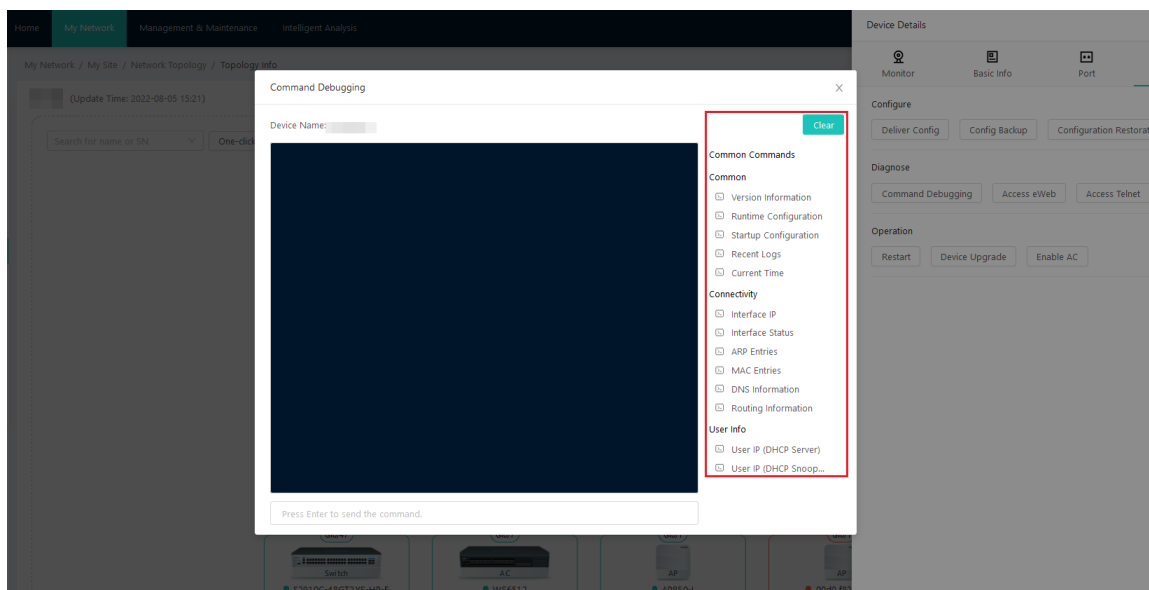 Home My Network Management & Maintenance Intelligent Analysis
My Network / My Site / Network Topology / Topology Info
(Update Time: 2022-08-05 15:21)
Search for name or SN
One-click
Command Debugging
Device Name:
Clear
Common Commands
Common
Version Information
Runtime Configuration
Startup Configuration
Recent Logs
Current Time
Connectivity
Interface IP
Interface Status
ARP Entries
MAC Entries
DNS Information
Routing Information
User Info
User IP (DHCP Server)
User IP (DHCP Snoop...
Press Enter to send the command.
Device Details
Monitor Basic Info Port
Configure
Deliver Config Config Backup Configuration Restorat
Diagnose
Command Debugging Access eWeb Access Telnet
Operation
Restart Device Upgrade Enable AC
Switch AC AP AP